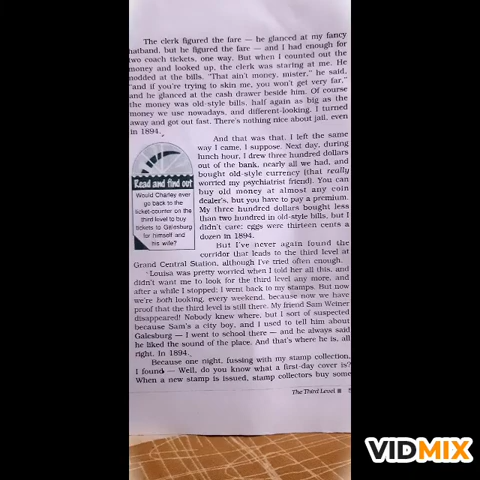 The clerk figured the fare — he glanced at my fancy
hatband, but he figured the fare — and I had enough for
two coach tickets, one way. But when I counted out the
money and looked up, the clerk was staring at me. He
nodded at the bills. "That ain't money, mister," he said,
"and if you're trying to skin me, you won't get very far,"
and he glanced at the cash drawer beside him. Of course
the money was old-style bills, half again as big as the
money we use nowadays, and different-looking. I turned
away and got out fast. There's nothing nice about jail, even
in 1894.
And that was that. I left the same
way I came, I suppose. Next day, during
lunch hour, I drew three hundred dollars
out of the bank, nearly all we had, and
bought old-style currency (that really
worried my psychiatrist friend). You can
buy old money at almost any coin
dealer's, but you have to pay a premium.
My three hundred dollars bought less
than two hundred in old-style bills, but I
didn't care; eggs were thirteen cents a
dozen in 1894.
Read and find out
Would Charley ever
go back to the
ticket-counter on the
third level to buy
tickets to Galesburg
for himself and
his wife?
But I've never again found the
corridor that leads to the third level at
Grand Central Station, although I've tried often enough.
Louisa was pretty worried when I told her all this, and
didn't want me to look for the third level any more, and
after a while I stopped; I went back to my stamps. But now
we're both looking, every weekend, because now we have
proof that the third level is still there. My friend Sam Weiner
disappeared! Nobody knew where, but I sort of suspected
because Sam's a city boy, and I used to tell him about
Galesburg — I went to school there — and he always said
he liked the sound of the place. And that's where he is, all
right. In 1894.
Because one night, fussing with my stamp collection,
I found — Well, do you know what a first-day cover is?
When a new stamp is issued, stamp collectors buy some
The Third Level
VIDMIX